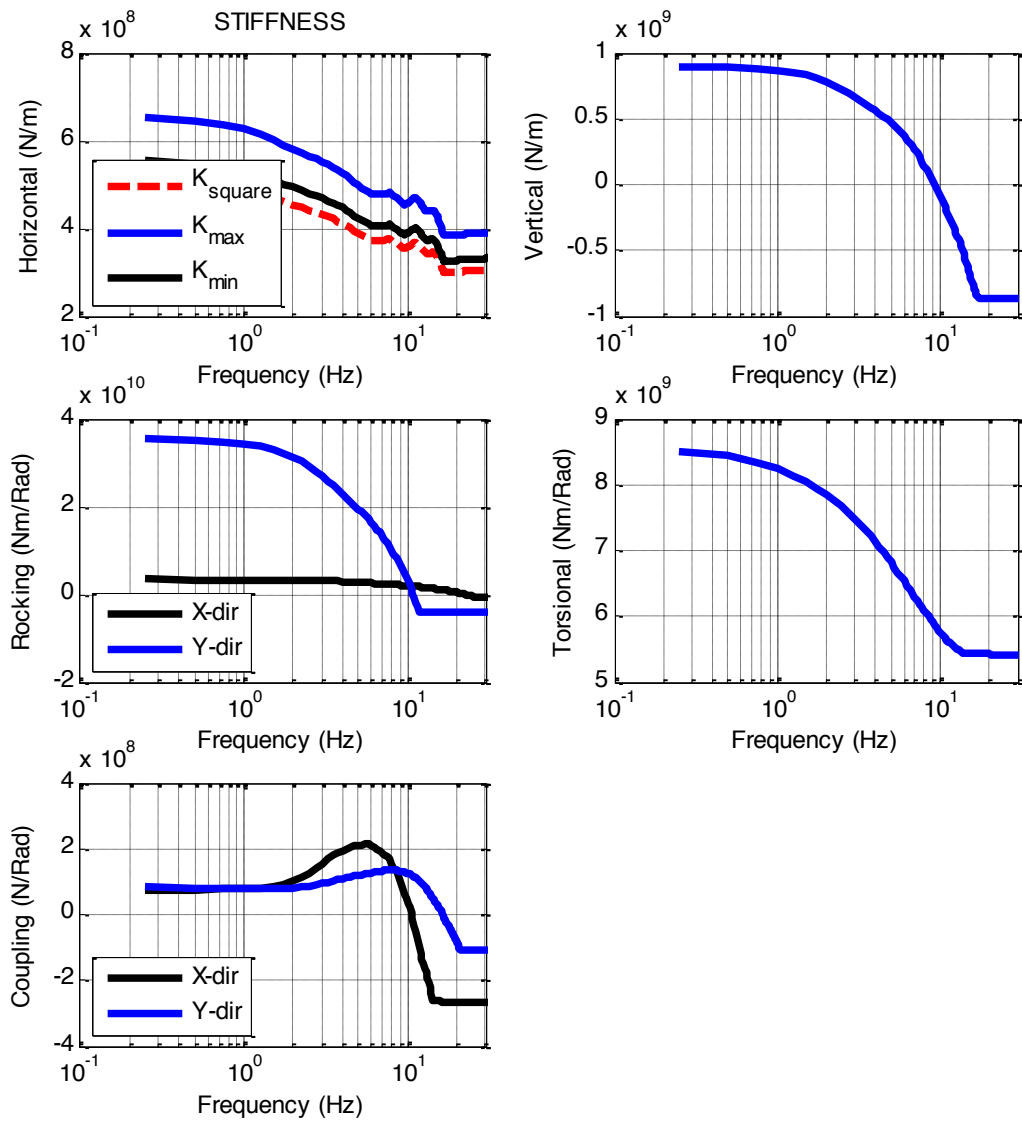 STIFFNESS
x 10^8
8
6
4
2
Horizontal (N/m)
K_square
K_max
K_min
10^-1
10^0
10^1
Frequency (Hz)
x 10^9
1
0.5
0
-0.5
-1
Vertical (N/m)
10^-1
10^0
10^1
Frequency (Hz)
x 10^10
4
2
0
-2
Rocking (Nm/Rad)
X-dir
Y-dir
10^-1
10^0
10^1
Frequency (Hz)
x 10^9
9
8
7
6
5
Torsional (Nm/Rad)
10^-1
10^0
10^1
Frequency (Hz)
x 10^8
4
2
0
-2
-4
Coupling (N/Rad)
X-dir
Y-dir
10^-1
10^0
10^1
Frequency (Hz)